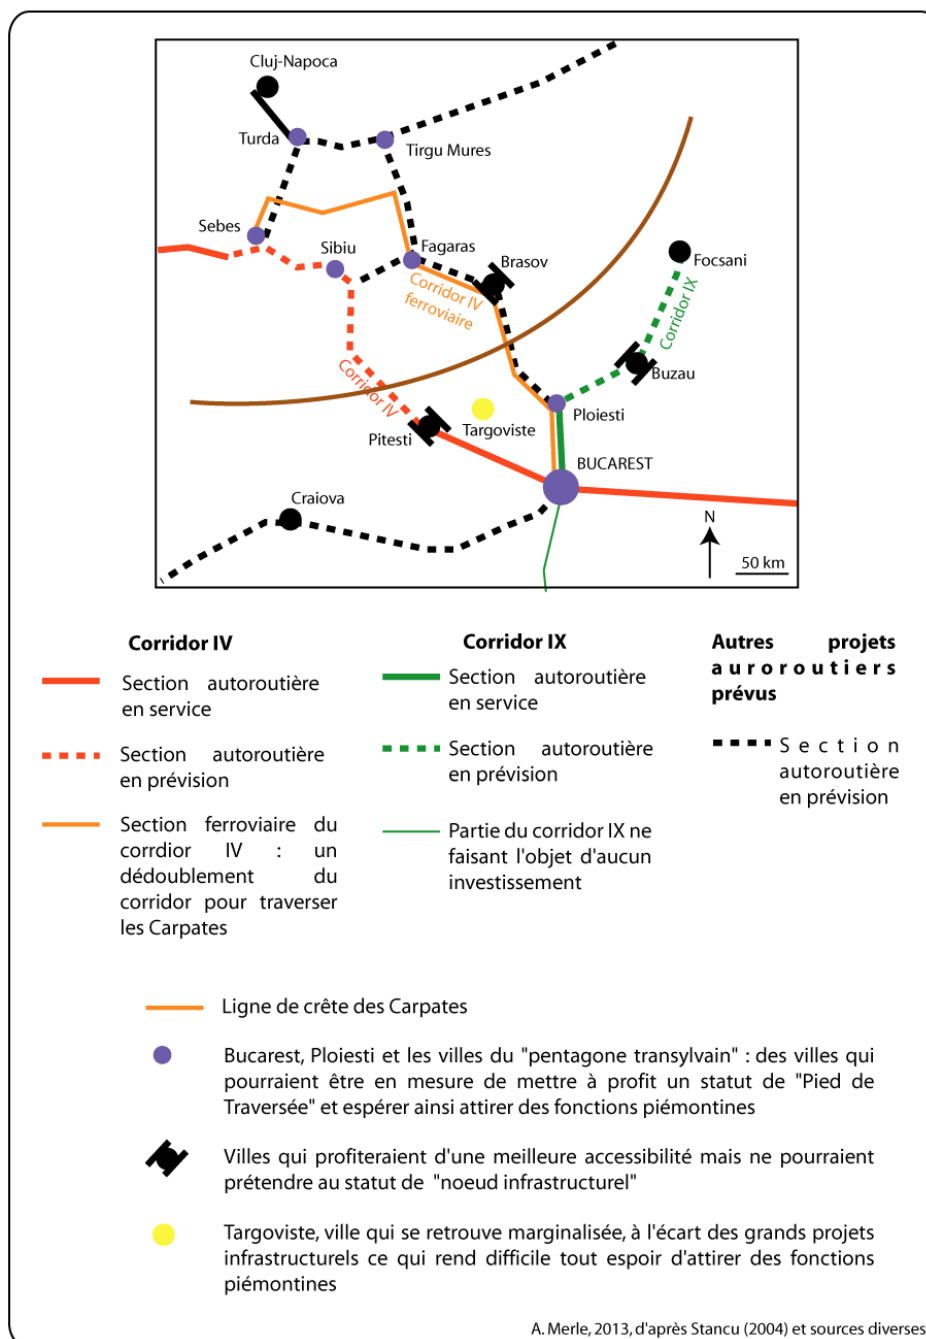 Cluj-Napoca
Turda
Tirgu Mures
Sebes
Sibiu
Fagaras
Brasov
Focsani
Corridor IV
ferroviaire
Corridor IX
Buzau
Corridor IV
Targoviste
Ploiesti
Pitesti
BUCAREST
Craiova
N
50 km
Corridor IV
Section autoroutière
en service
Section autoroutière
en prévision
Section ferroviaire du
corrdior IV : un
dédoublement du
corridor pour traverser
les Carpates
Corridor IX
Section autoroutière
en service
Section autoroutière
en prévision
Partie du corridor IX ne
faisant l'objet d'aucun
investissement
Autres projets
auroroutiers
prévus
Section
autoroutière
en prévision
Ligne de crête des Carpates
Bucarest, Ploiesti et les villes du "pentagone transylvain" : des villes qui
pourraient être en mesure de mettre à profit un statut de "Pied de
Traversée" et espérer ainsi attirer des fonctions piémontines
Villes qui profiteraient d'une meilleure accessibilité mais ne pourraient
prétendre au statut de "noeud infrastructurel"
Targoviste, ville qui se retrouve marginalisée, à l'écart des grands projets
infrastructurels ce qui rend difficile tout espoir d'attirer des fonctions
piémontines
A. Merle, 2013, d'après Stancu (2004) et sources diverses